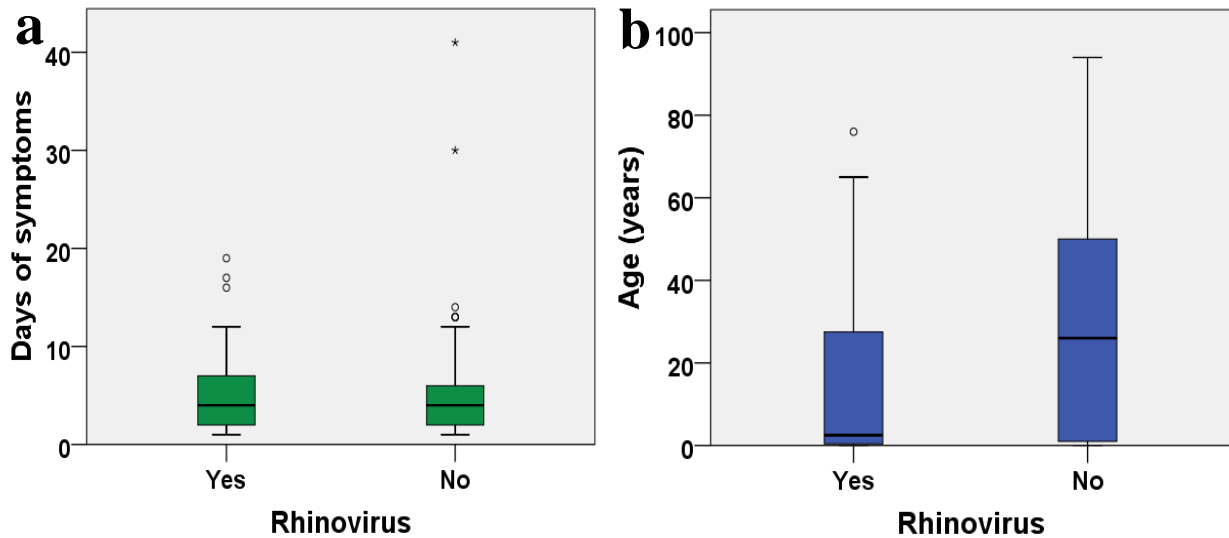 a
Days of symptoms
40
30
20
10
0
Yes No
Rhinovirus
b
Age (years)
100
80
60
40
20
0
Yes No
Rhinovirus